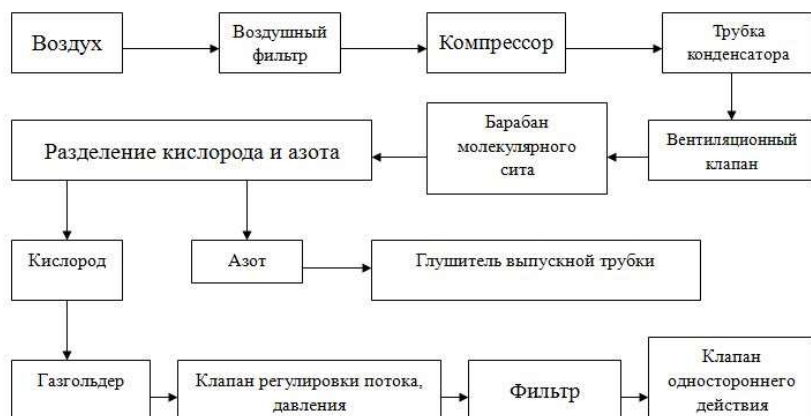 Воздух
Воздушный
фильтр
Компрессор
Трубка
конденсатора
Вентиляционный
клапан
Барабан
молекулярного
сита
Разделение кислорода и азота
Кислород
Азот
Глушитель выпускной трубки
Газгольдер
Клапан регулировки потока,
давления
Фильтр
Клапан
одностороннего
действия